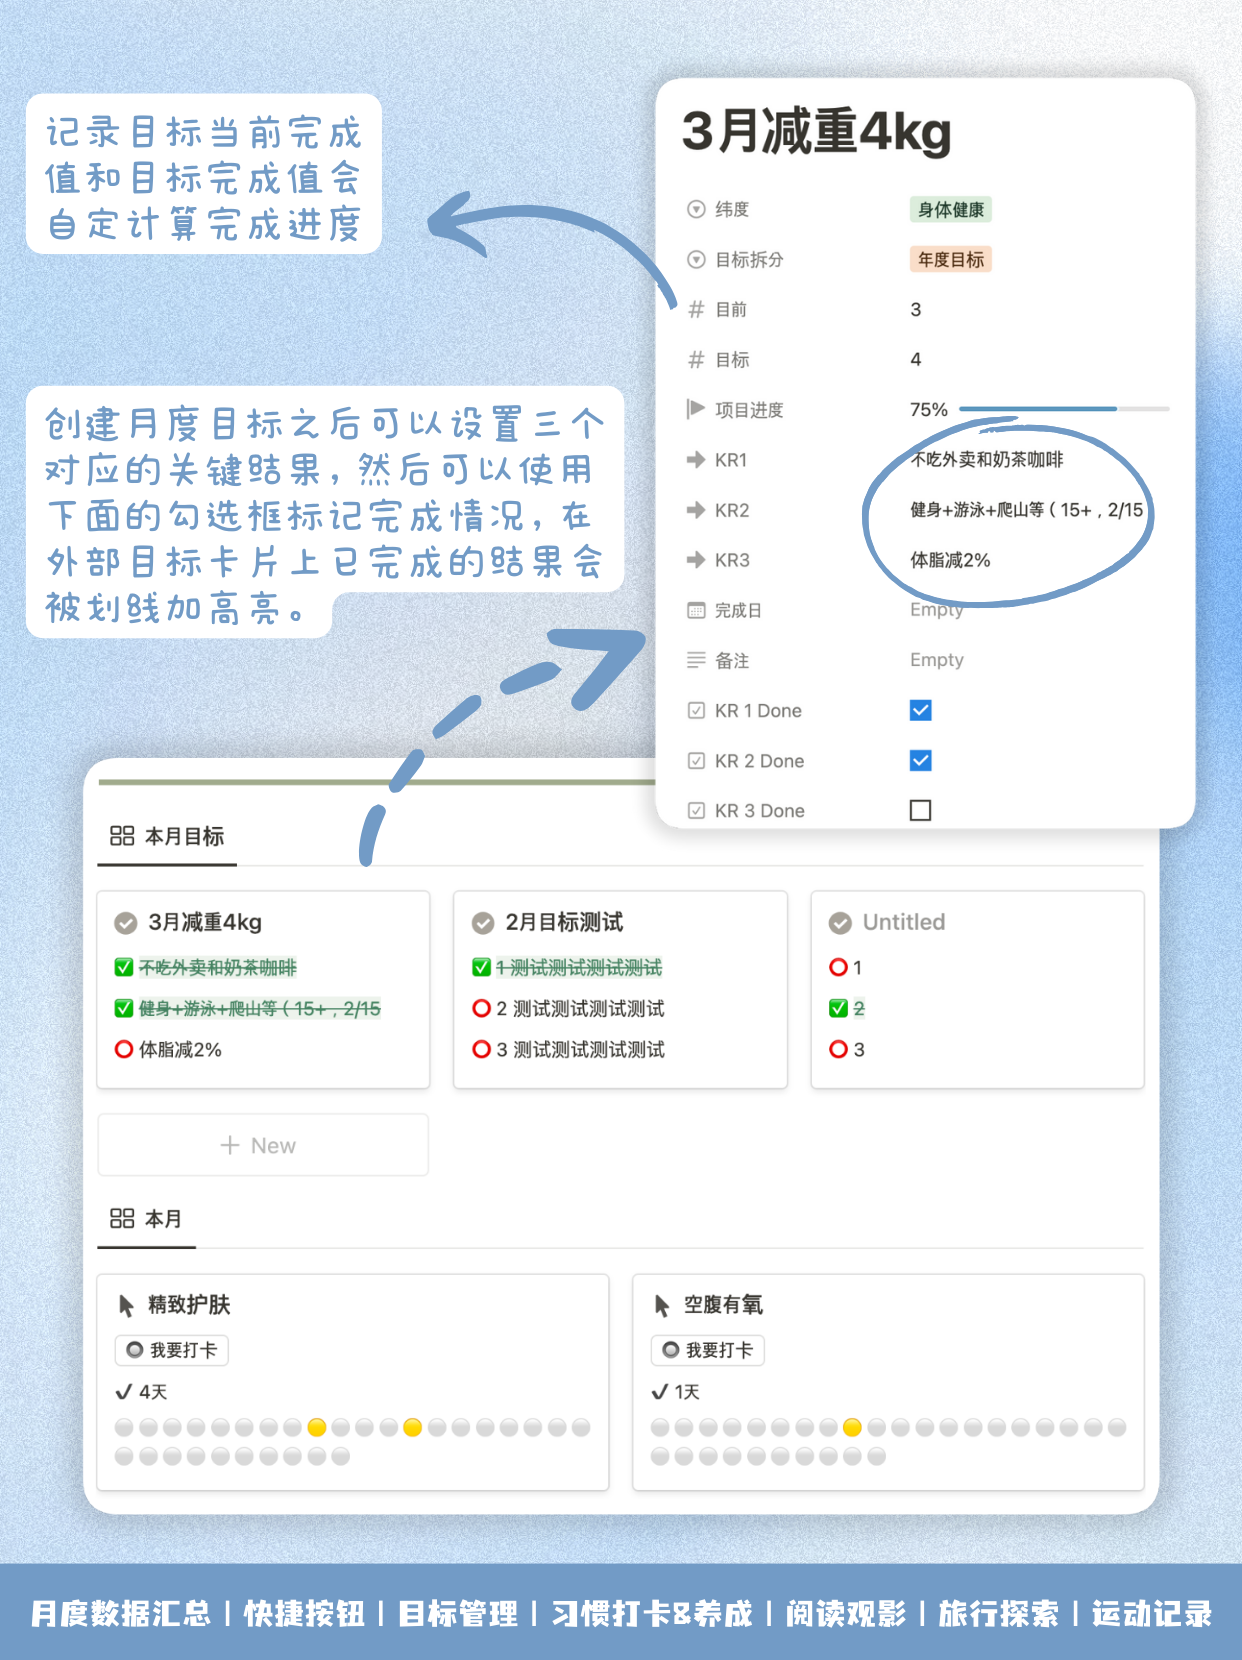 记录目标当前完成
值和目标完成值会
自定计算完成进度
3月减重4kg
纬度 身体健康
目标拆分 年度目标
目前 3
目标 4
项目进度 75%
KR1 不吃外卖和奶茶咖啡
KR2 健身+游泳+爬山等（15+，2/15
KR3 体脂减2%
完成日 Empty
备注 Empty
KR 1 Done
KR 2 Done
KR 3 Done
创建月度目标之后可以设置三个
对应的关键结果，然后可以使用
下面的勾选框标记完成情况，在
外部目标卡片上已完成的结果会
被划线加高亮。
本月目标
3月减重4kg
不吃外卖和奶茶咖啡
健身+游泳+爬山等（15+，2/15
体脂减2%
2月目标测试
1 测试测试测试测试
2 测试测试测试测试
3 测试测试测试测试
Untitled
1
2
3
+ New
本月
精致护肤
我要打卡
✓ 4天
空腹有氧
我要打卡
✓ 1天
月度数据汇总 | 快捷按钮 | 目标管理 | 习惯打卡&养成 | 阅读观影 | 旅行探索 | 运动记录